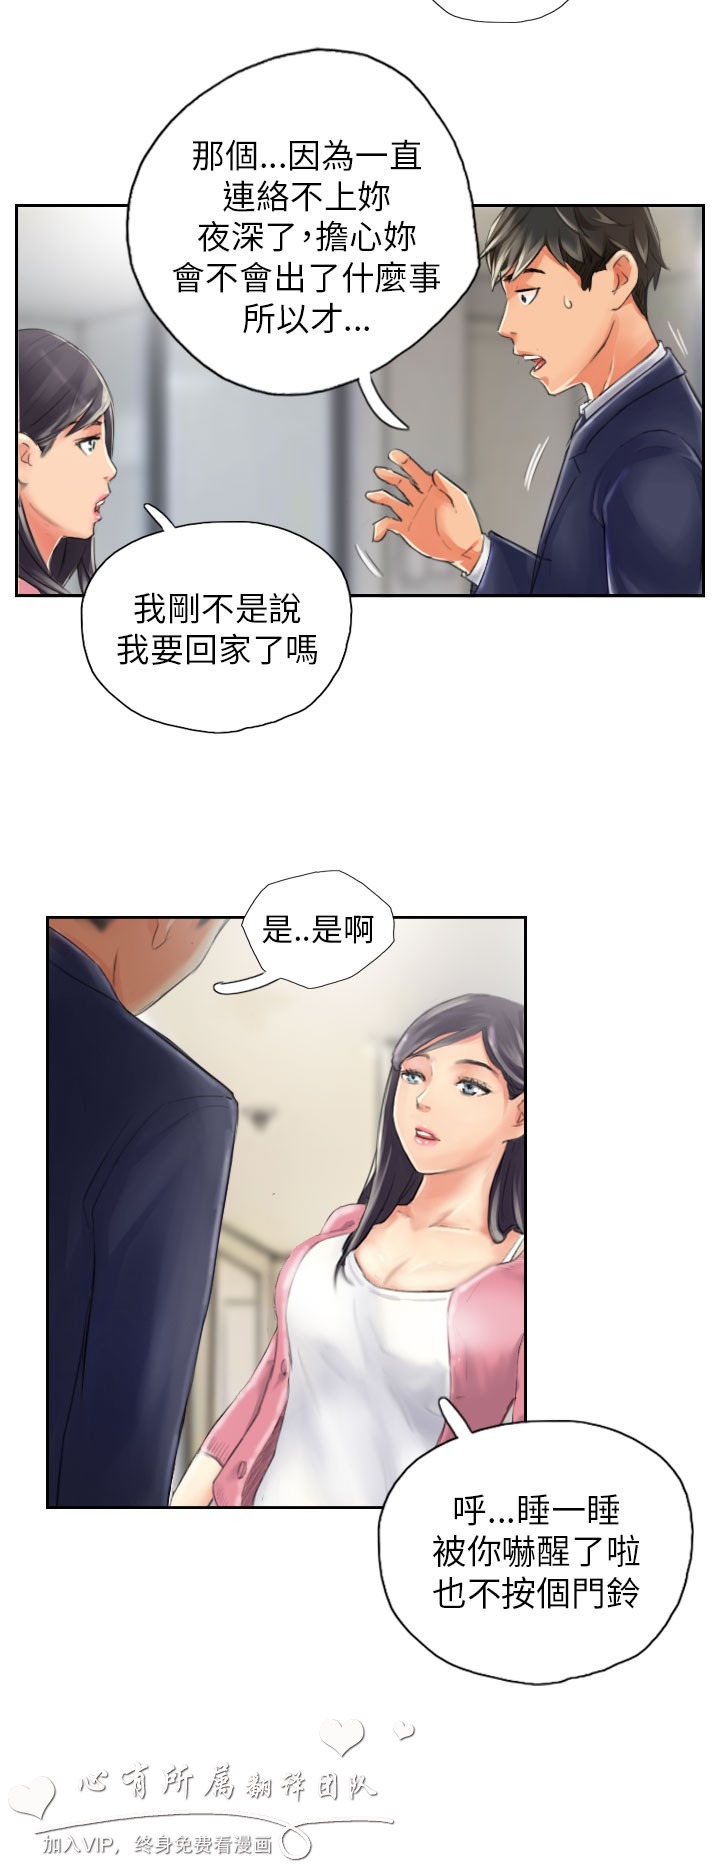 那個...因為一直
連絡不上妳
夜深了,擔心妳
會不會出了什麼事
所以才...
我剛不是說
我要回家了嗎
是..是啊
呼...睡一睡
被你嚇醒了啦
也不按個門鈴
心有所属翻译团队
加入VIP，终身免费看漫画